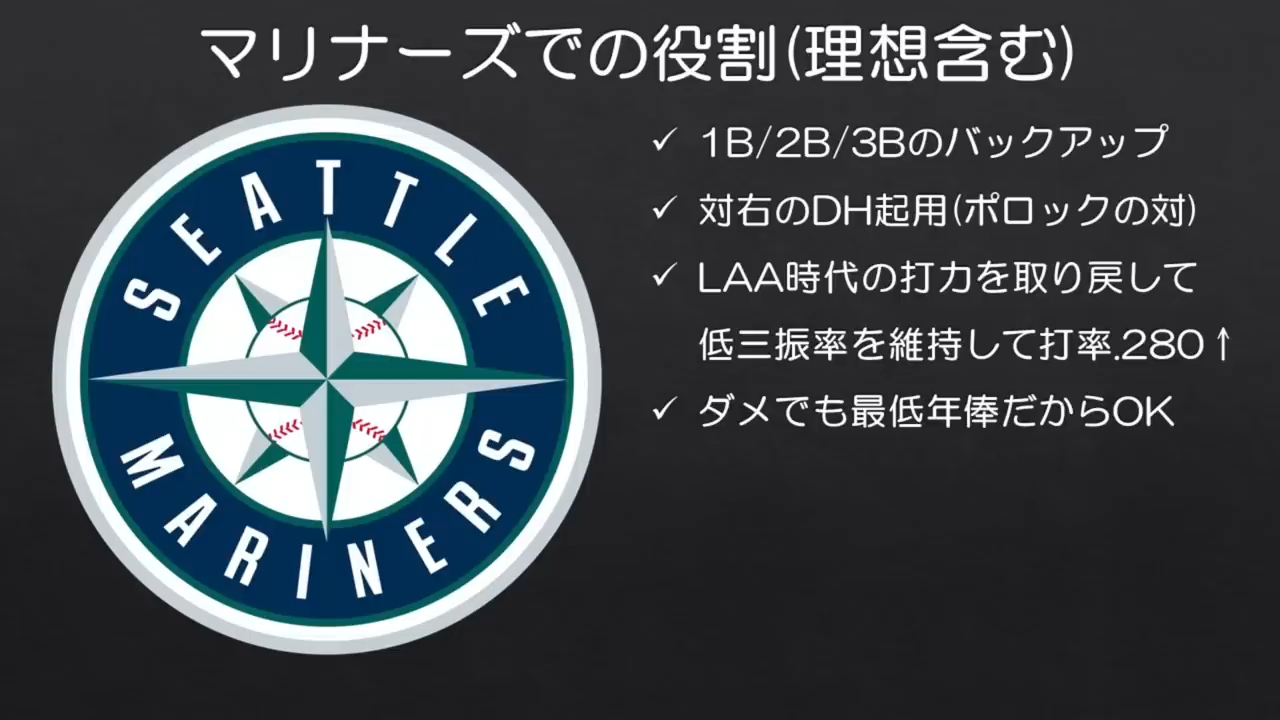 マリナーズでの役割(理想含む)
SEATTLE
MARINERS
✓ 1B/2B/3Bのバックアップ
✓ 対右のDH起用(ポロックの対)
✓ LAA時代の打力を取り戻して
低三振率を維持して打率.280↑
✓ ダメでも最低年俸だからOK